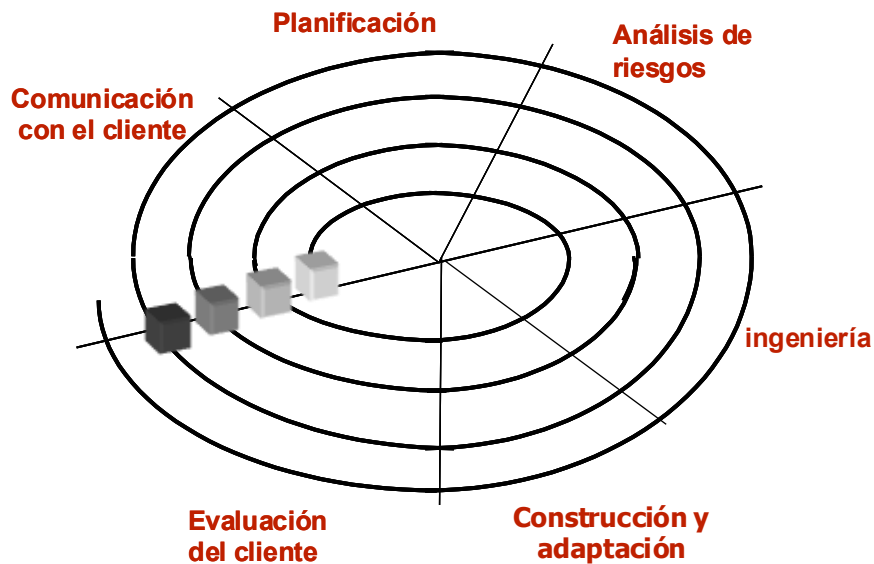 Planificación
Análisis de
riesgos
Comunicación
con el cliente
ingeniería
Construcción y
adaptación
Evaluación
del cliente